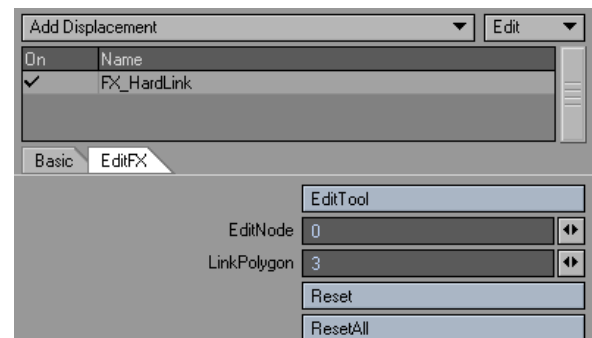 Add Displacement Edit
On Name
FX_HardLink
Basic EditFX
EditTool
EditNode 0
LinkPolygon 3
Reset
ResetAll